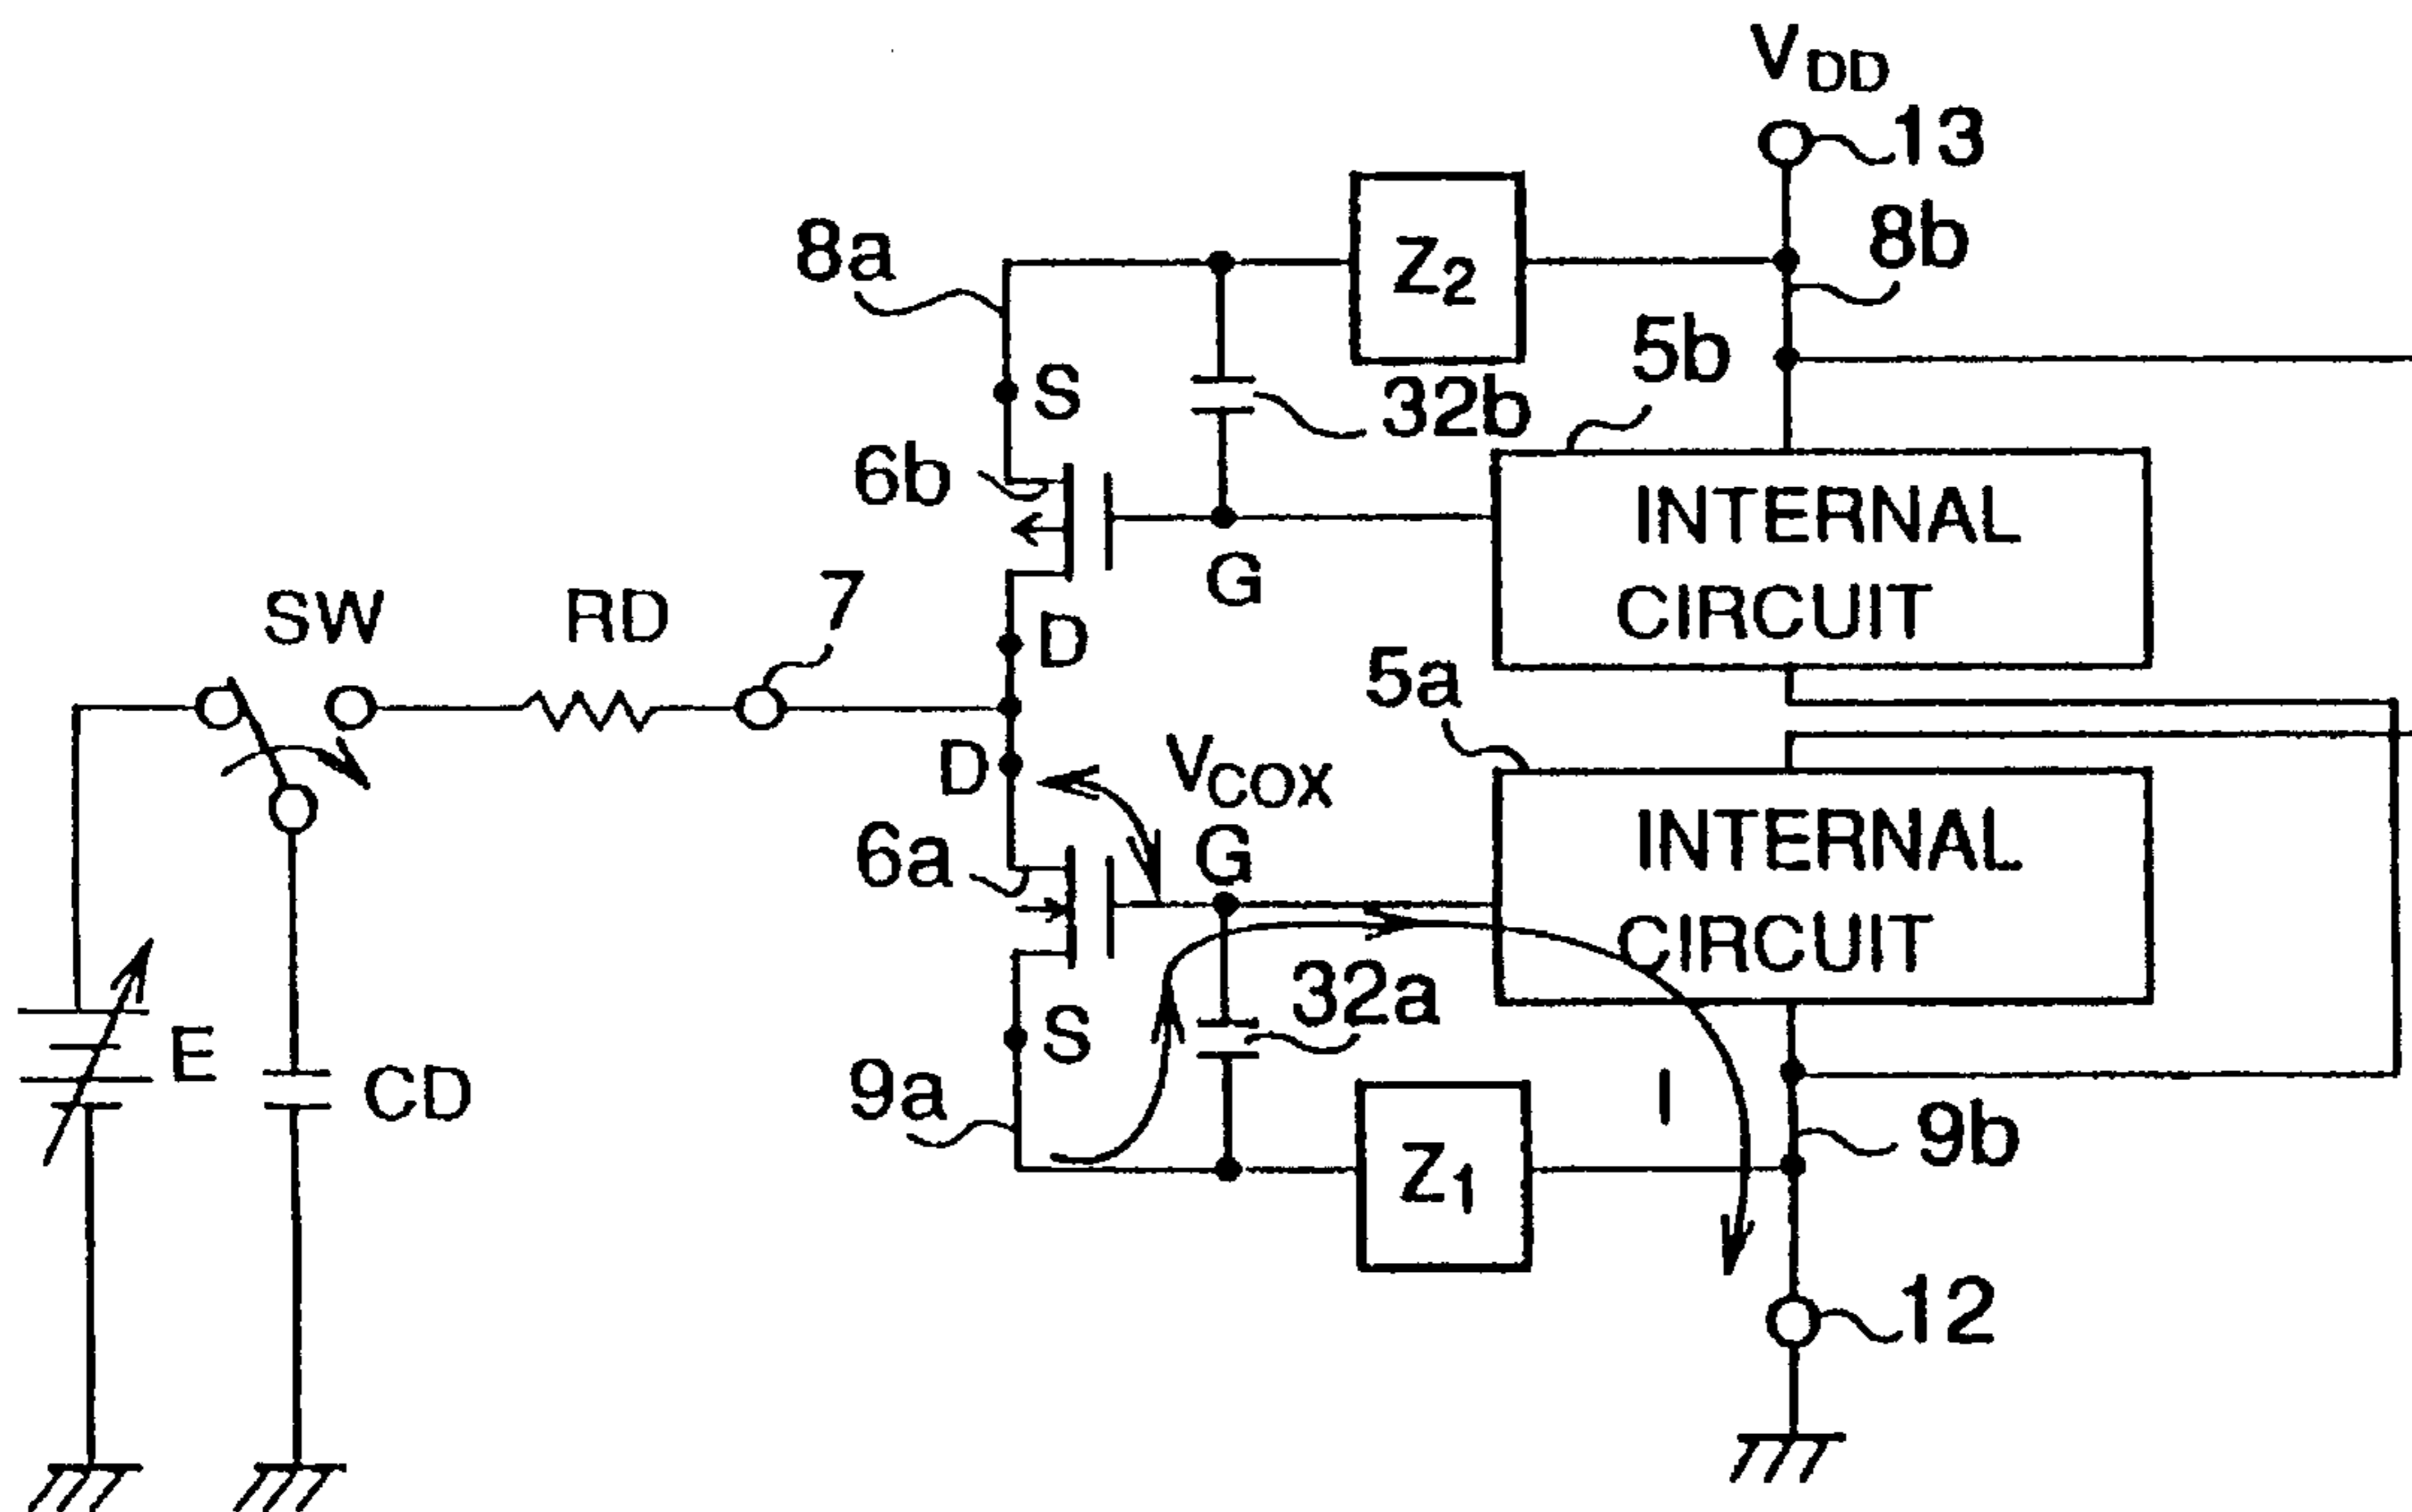 VDD
13
8a
Z2
8b
5b
S
32b
6b
INTERNAL
CIRCUIT
G
SW
RD
7
D
5a
D
VCOX
G
6a
INTERNAL
CIRCUIT
32a
S
E
CD
9a
I
Z1
9b
12